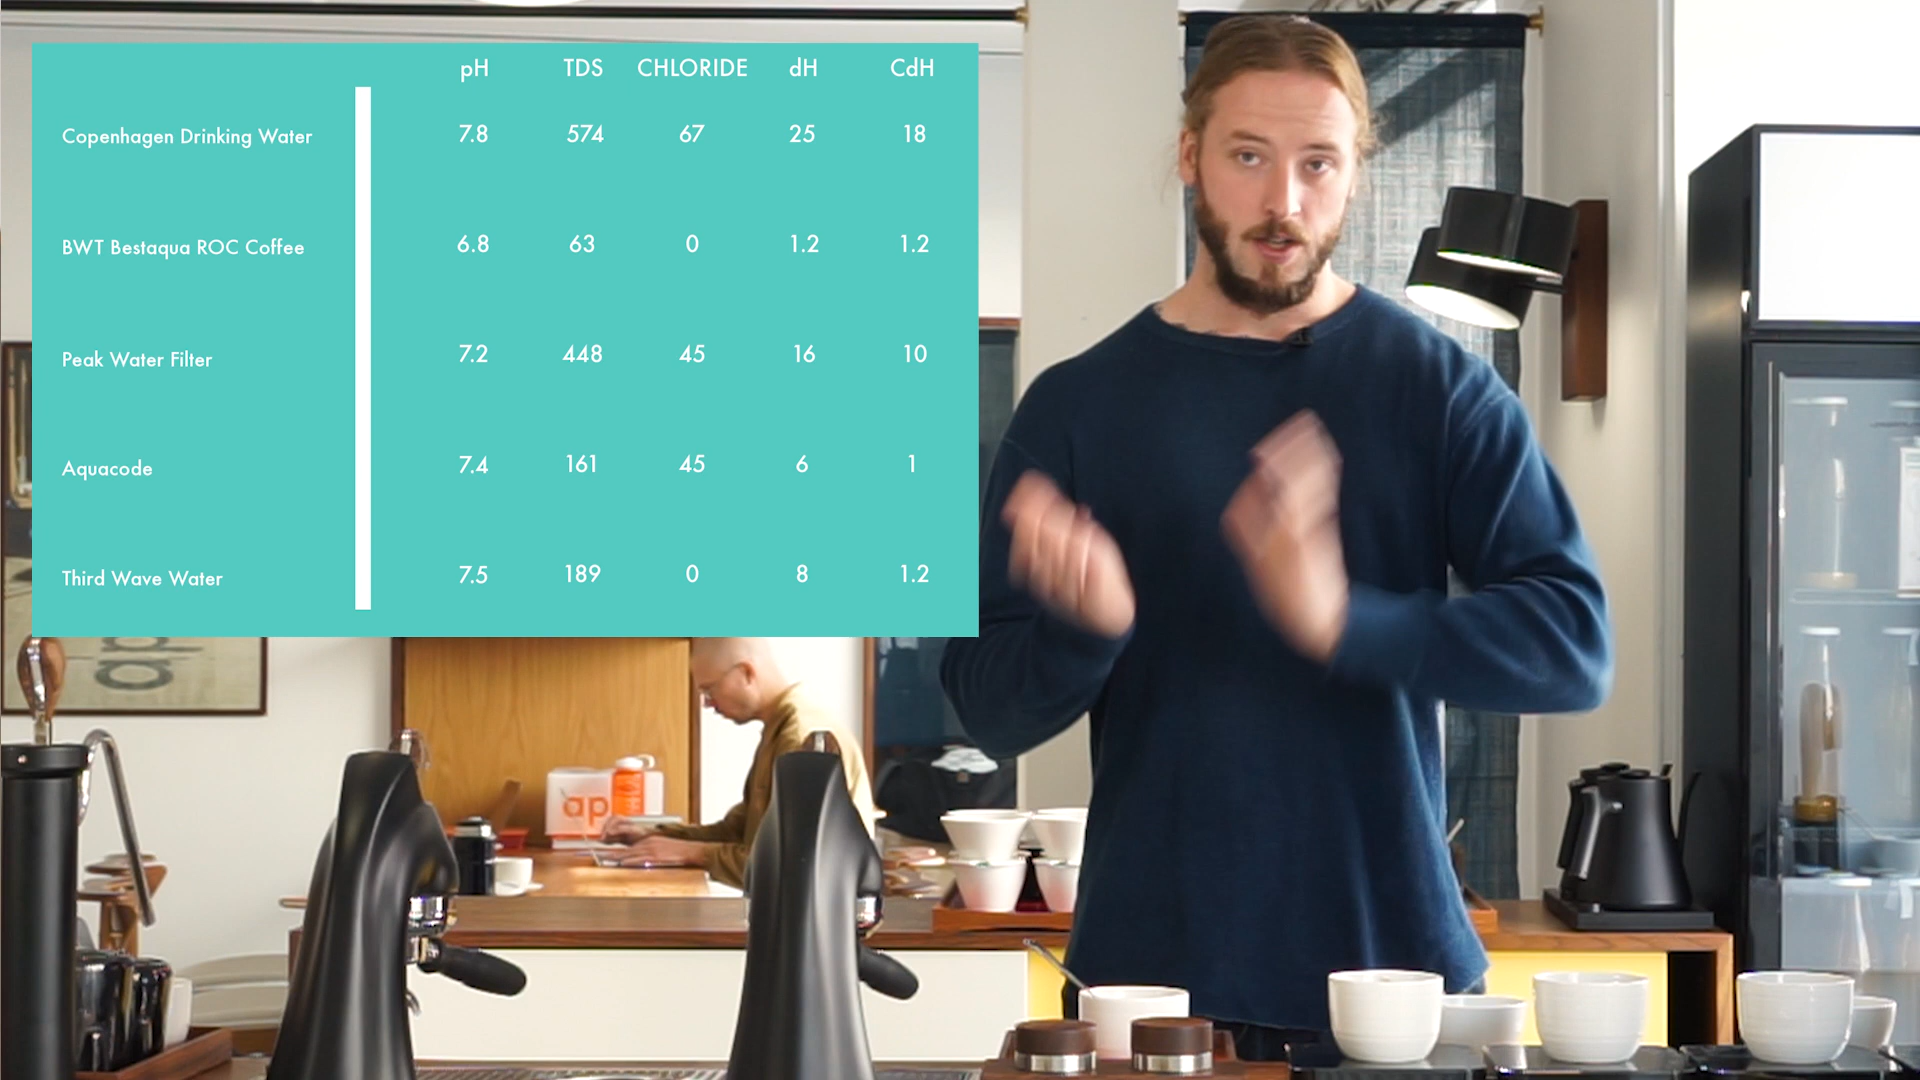 pH TDS CHLORIDE dH CdH
Copenhagen Drinking Water 7.8 574 67 25 18
BWT Bestaqua ROC Coffee 6.8 63 0 1.2 1.2
Peak Water Filter 7.2 448 45 16 10
Aquacode 7.4 161 45 6 1
Third Wave Water 7.5 189 0 8 1.2
ap
ap